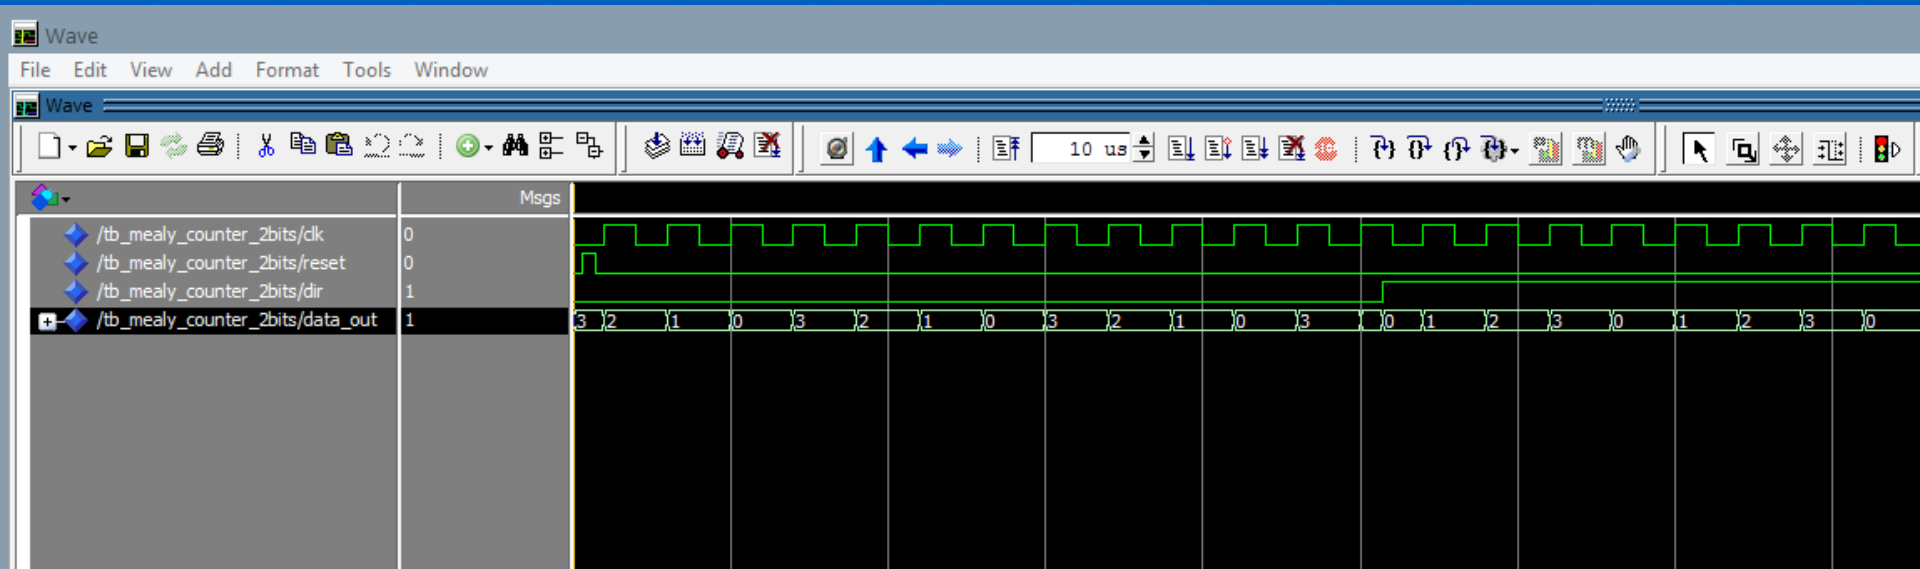 Wave
File Edit View Add Format Tools Window
Wave
10 us
Msgs
/tb_mealy_counter_2bits/clk 0
/tb_mealy_counter_2bits/reset 0
/tb_mealy_counter_2bits/dir 1
/tb_mealy_counter_2bits/data_out 1 3 2 1 0 3 2 1 0 3 2 1 0 3 0 1 2 3 0 1 2 3 0